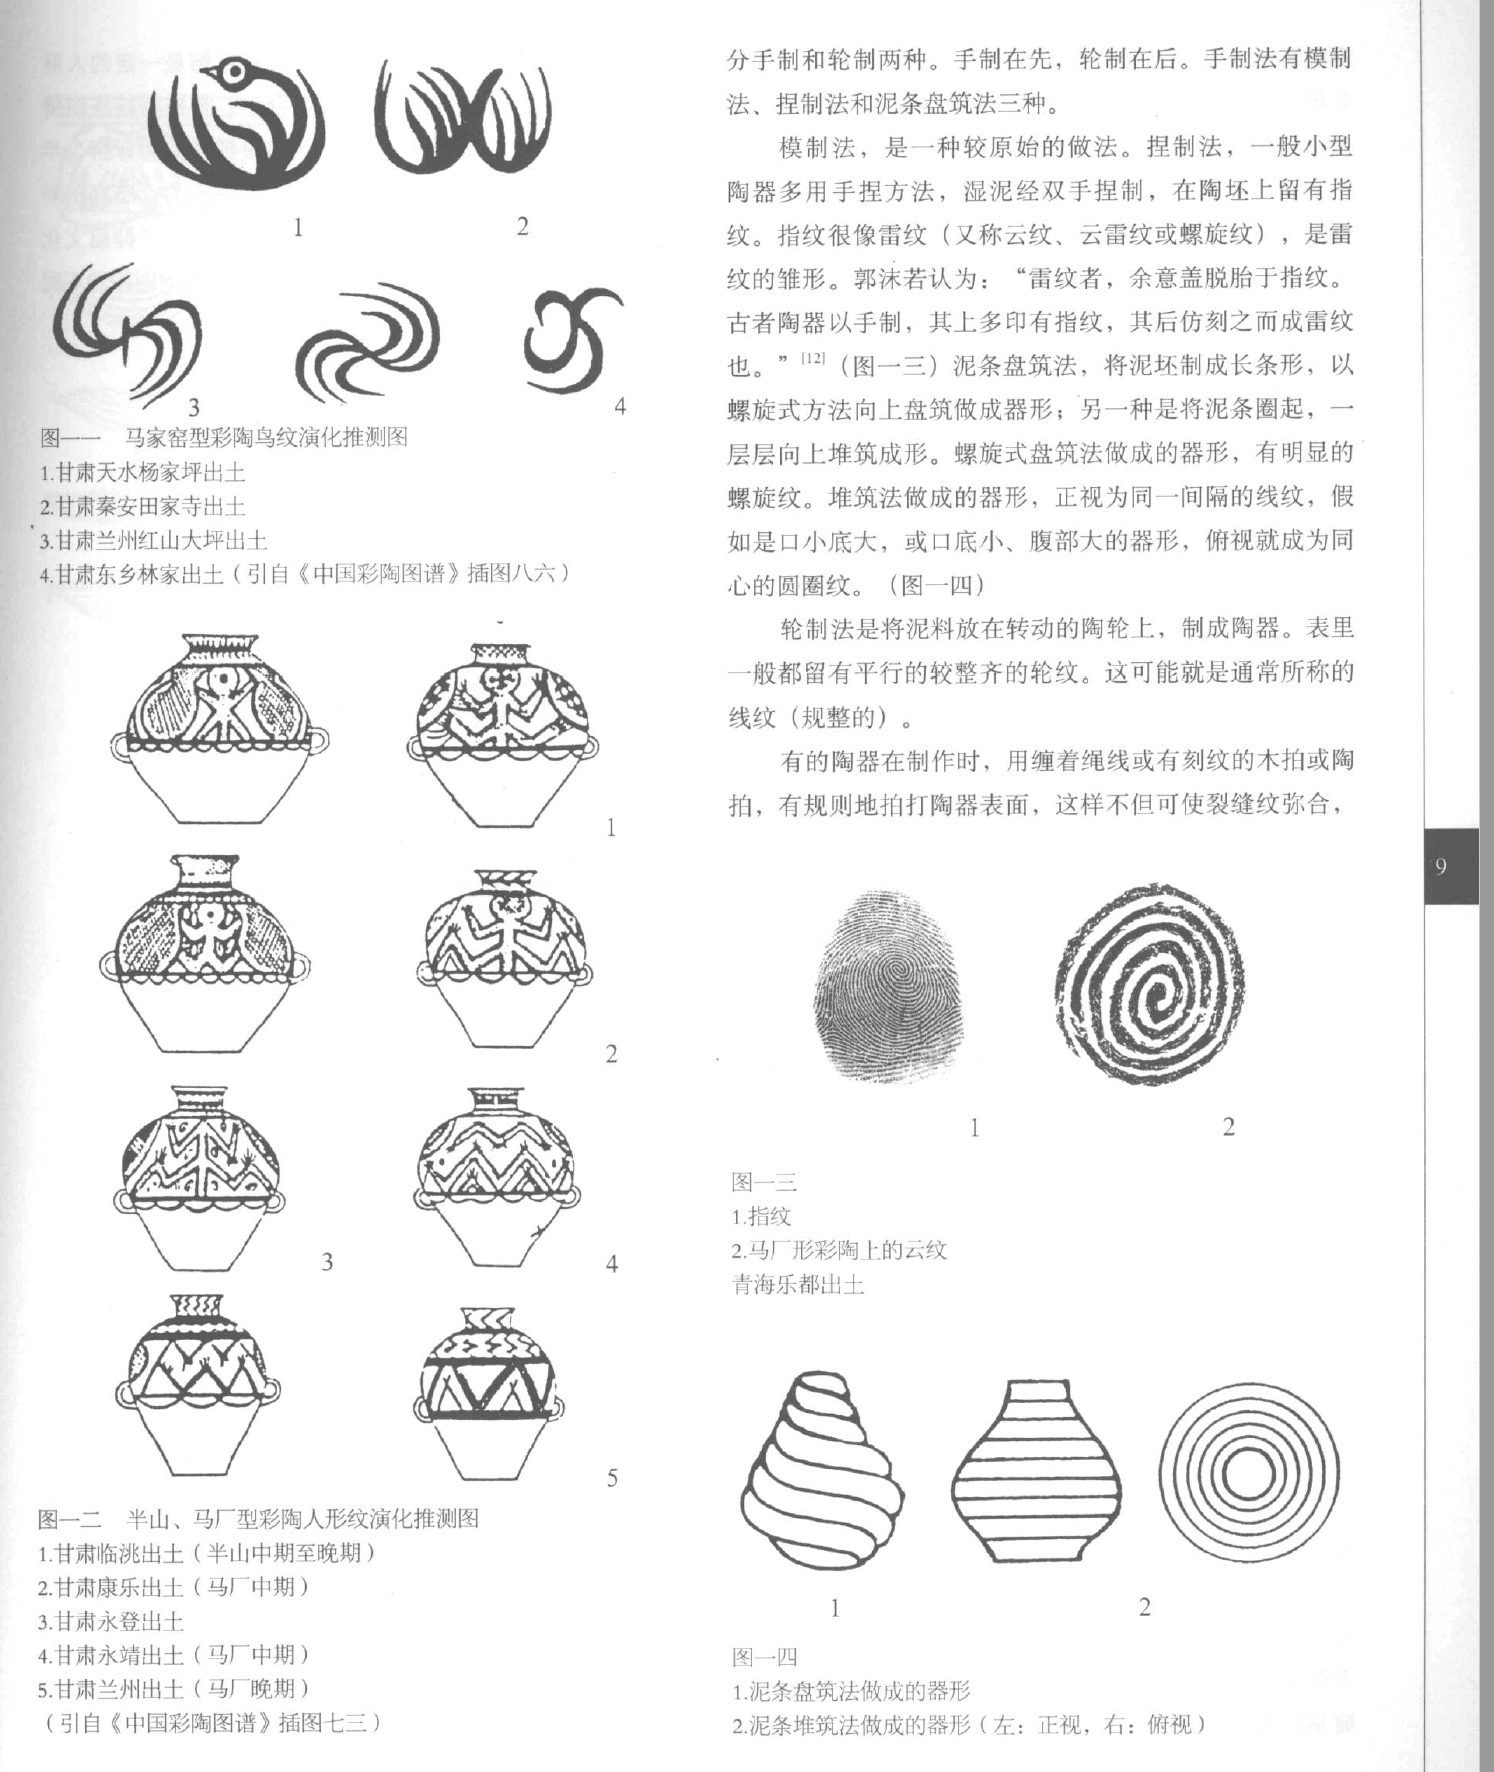 1
2
3
4
图一一 马家窑型彩陶鸟纹演化推测图
1.甘肃天水杨家坪出土
2.甘肃秦安田家寺出土
3.甘肃兰州红山大坪出土
4.甘肃东乡林家出土（引自《中国彩陶图谱》插图八六）
1
2
3
4
5
图一二 半山、马厂型彩陶人形纹演化推测图
1.甘肃临洮出土（半山中期至晚期）
2.甘肃康乐出土（马厂中期）
3.甘肃永登出土
4.甘肃永靖出土（马厂中期）
5.甘肃兰州出土（马厂晚期）
（引自《中国彩陶图谱》插图七三）
分手制和轮制两种。手制在先，轮制在后。手制法有模制
法、捏制法和泥条盘筑法三种。
模制法，是一种较原始的做法。捏制法，一般小型
陶器多用手捏方法，湿泥经双手捏制，在陶坯上留有指
纹。指纹很像雷纹（又称云纹、云雷纹或螺旋纹），是雷
纹的雏形。郭沫若认为：“雷纹者，余意盖脱胎于指纹。
古者陶器以手制，其上多印有指纹，其后仿刻之而成雷纹
也。”[12]（图一三）泥条盘筑法，将泥坯制成长条形，以
螺旋式方法向上盘筑做成器形；另一种是将泥条圈起，一
层层向上堆筑成形。螺旋式盘筑法做成的器形，有明显的
螺旋纹。堆筑法做成的器形，正视为同一间隔的线纹，假
如是口小底大，或口底小、腹部大的器形，俯视就成为同
心的圆圈纹。（图一四）
轮制法是将泥料放在转动的陶轮上，制成陶器。表里
一般都留有平行的较整齐的轮纹。这可能就是通常所称的
线纹（规整的）。
有的陶器在制作时，用缠着绳线或有刻纹的木拍或陶
拍，有规则地拍打陶器表面，这样不但可使裂缝纹弥合，
9
1
2
图一三
1.指纹
2.马厂形彩陶上的云纹
青海乐都出土
1
2
图一四
1.泥条盘筑法做成的器形
2.泥条堆筑法做成的器形（左：正视，右：俯视）